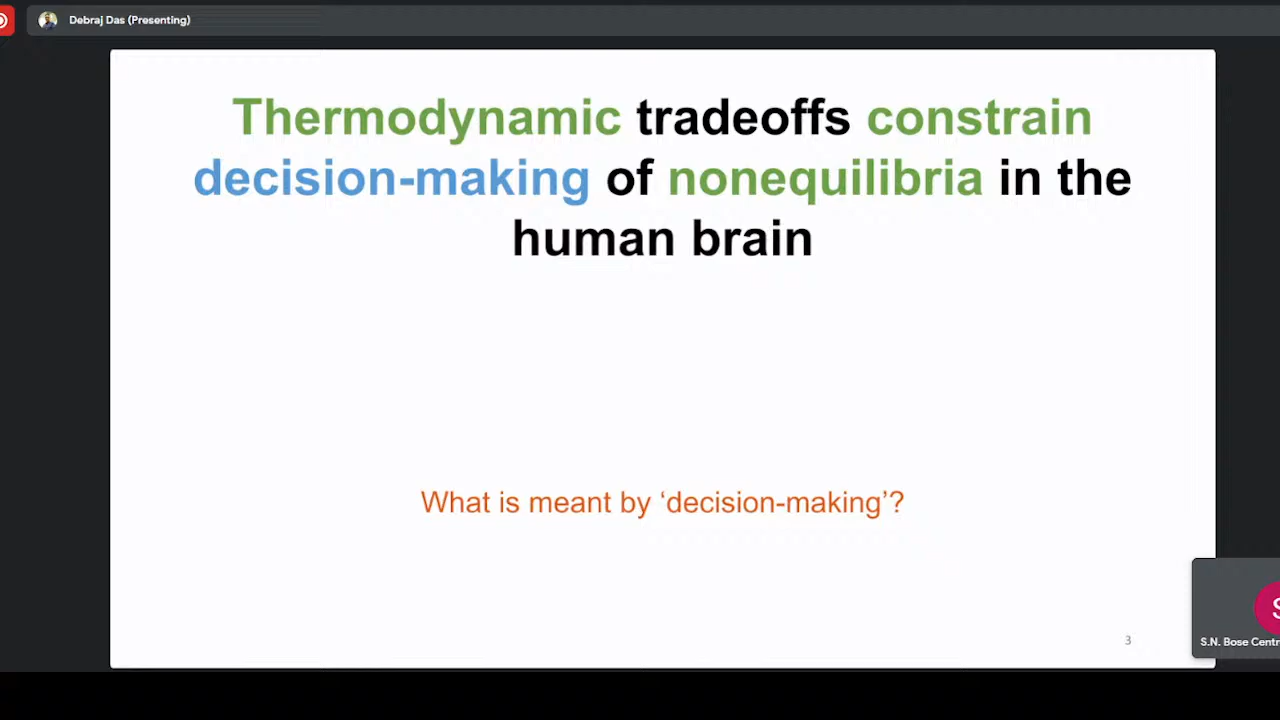 Debraj Das (Presenting)
Thermodynamic tradeoffs constrain
decision-making of nonequilibria in the
human brain
What is meant by ‘decision-making’?
3
S.N. Bose Centr